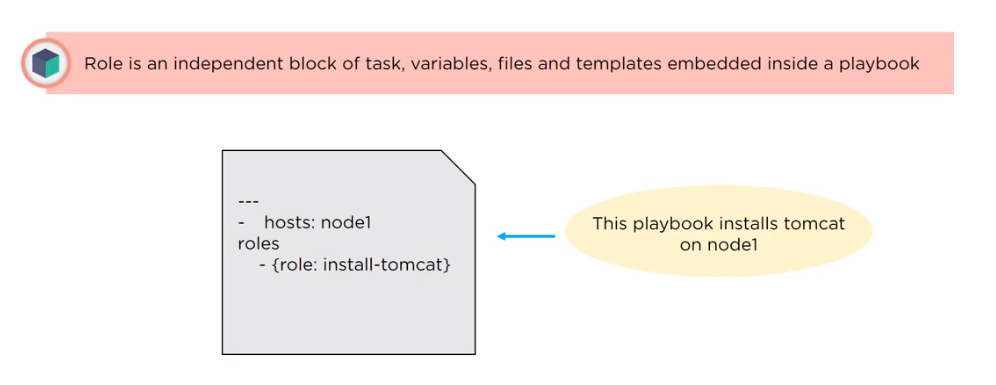 Role is an independent block of task, variables, files and templates embedded inside a playbook
---
- hosts: node1
roles
- {role: install-tomcat}
This playbook installs tomcat
on node1